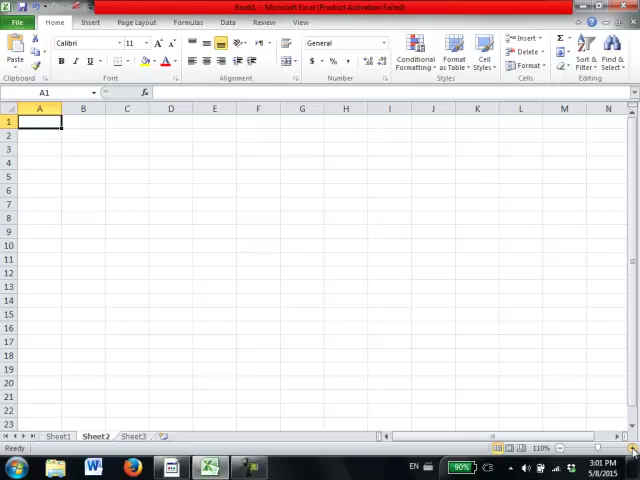 Book1 - Microsoft Excel (Product Activation Failed)
File Home Insert Page Layout Formulas Data Review View
Paste
Calibri 11
B I U
General
$ % ,
Conditional Formatting
Format as Table
Cell Styles
Insert
Delete
Format
Sort & Filter
Find & Select
Clipboard Font Alignment Number Styles Cells Editing
A1 fx
A B C D E F G H I J K L M N
1
2
3
4
5
6
7
8
9
10
11
12
13
14
15
16
17
18
19
20
21
22
23
Sheet1 Sheet2 Sheet3
Ready 110%
EN 90% 3:01 PM
5/8/2015